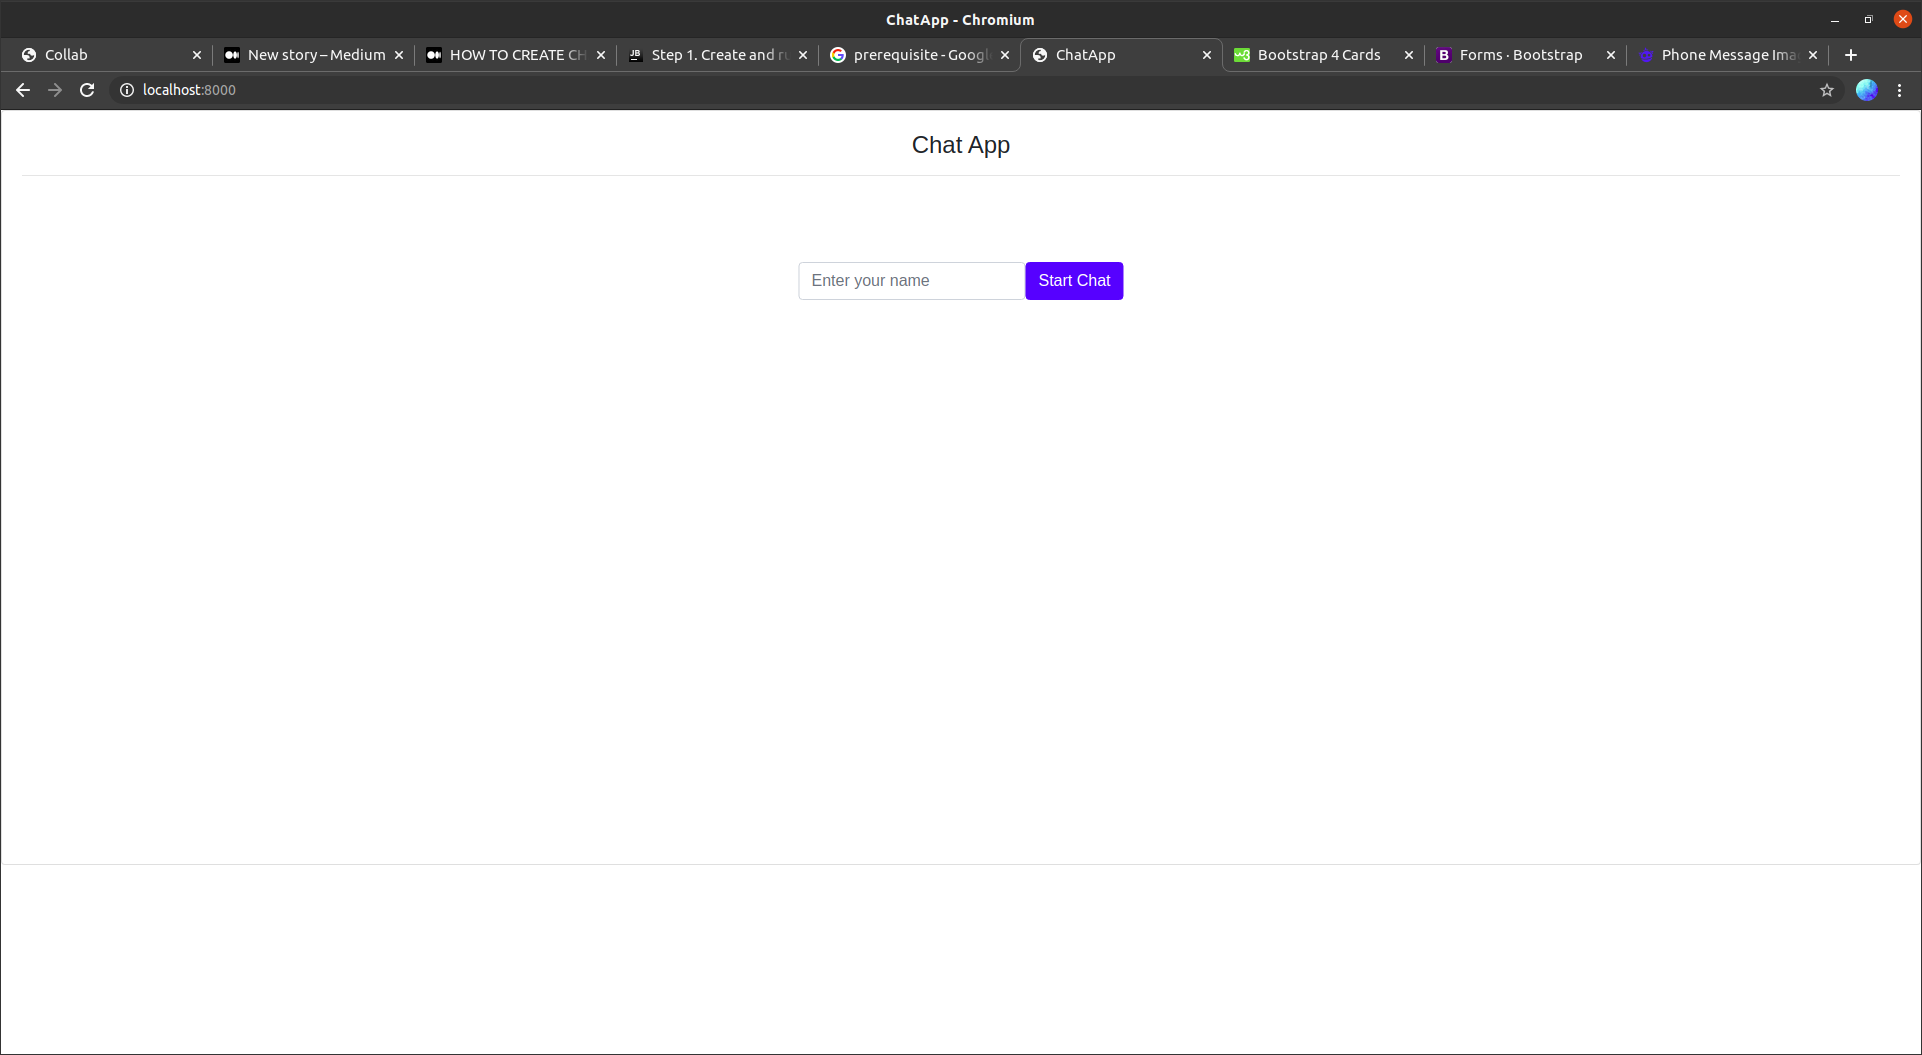 ChatApp - Chromium
Collab
New story – Medium
HOW TO CREATE CH
JB
Step 1. Create and ru
prerequisite - Googl
ChatApp
Bootstrap 4 Cards
B
Forms · Bootstrap
Phone Message Ima
localhost:8000
Chat App
Enter your name
Start Chat